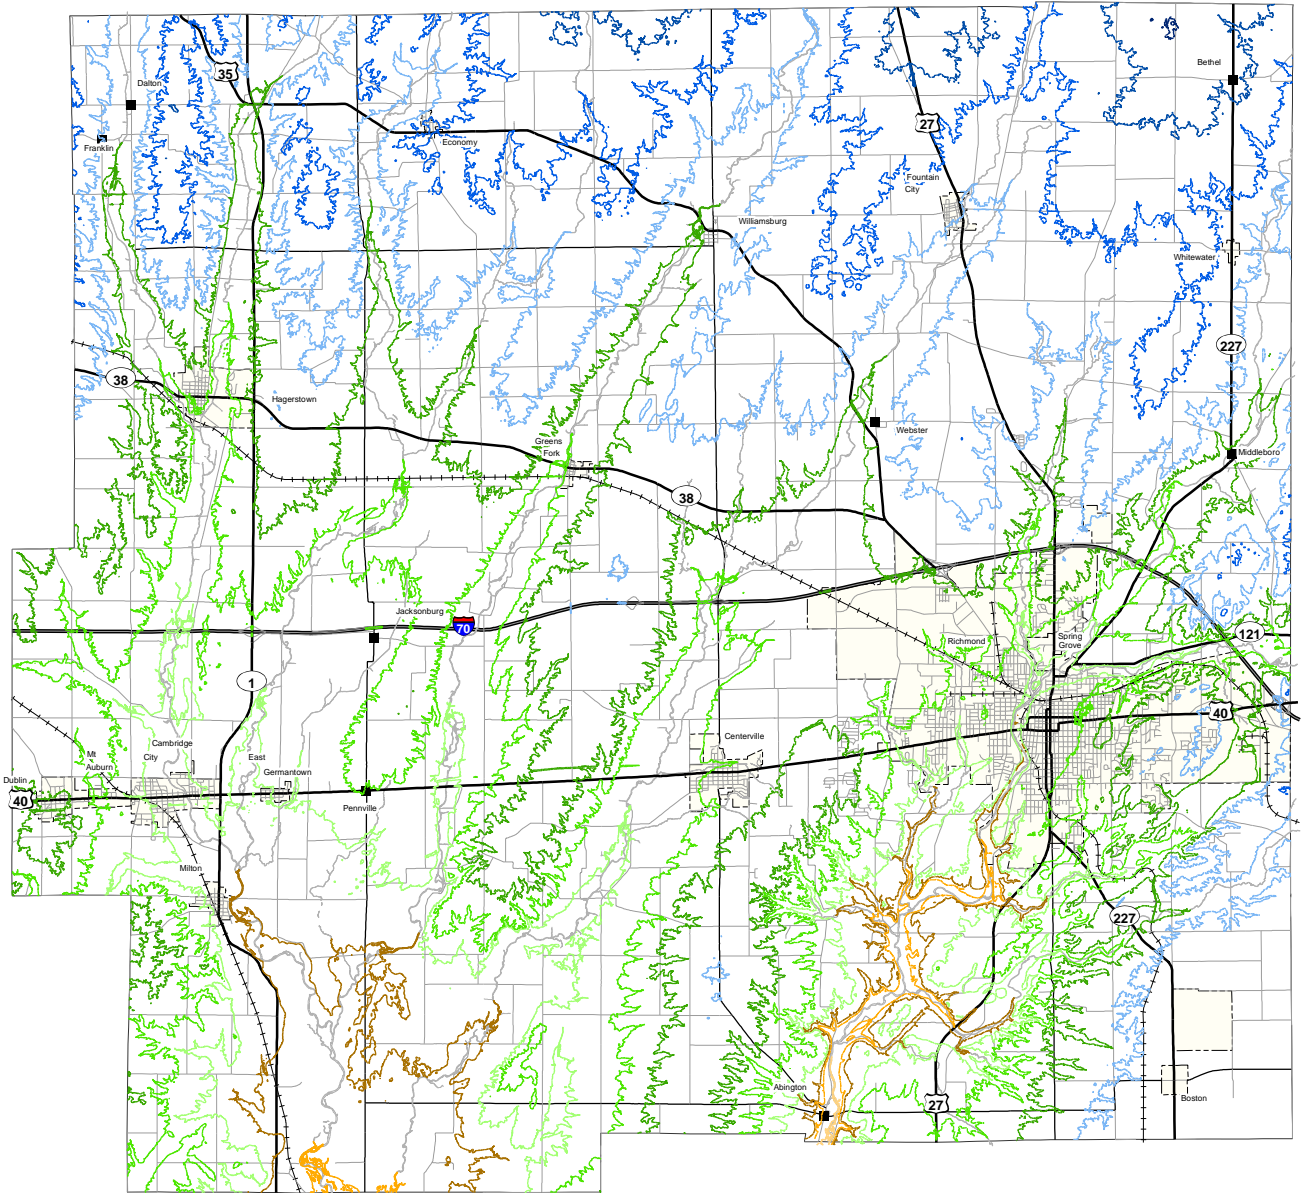 35
Dalton
Bethel
27
Economy
Franklin
Fountain
City
Williamsburg
Whitewater
227
38
Hagerstown
Webster
Greens
Fork
Middleboro
38
Jacksonburg
70
Richmond
Spring
Grove
121
1
40
Centerville
Cambridge
City
Mt
Auburn
East
Germantown
Dublin
40
Pennville
Milton
227
Abington
27
Boston